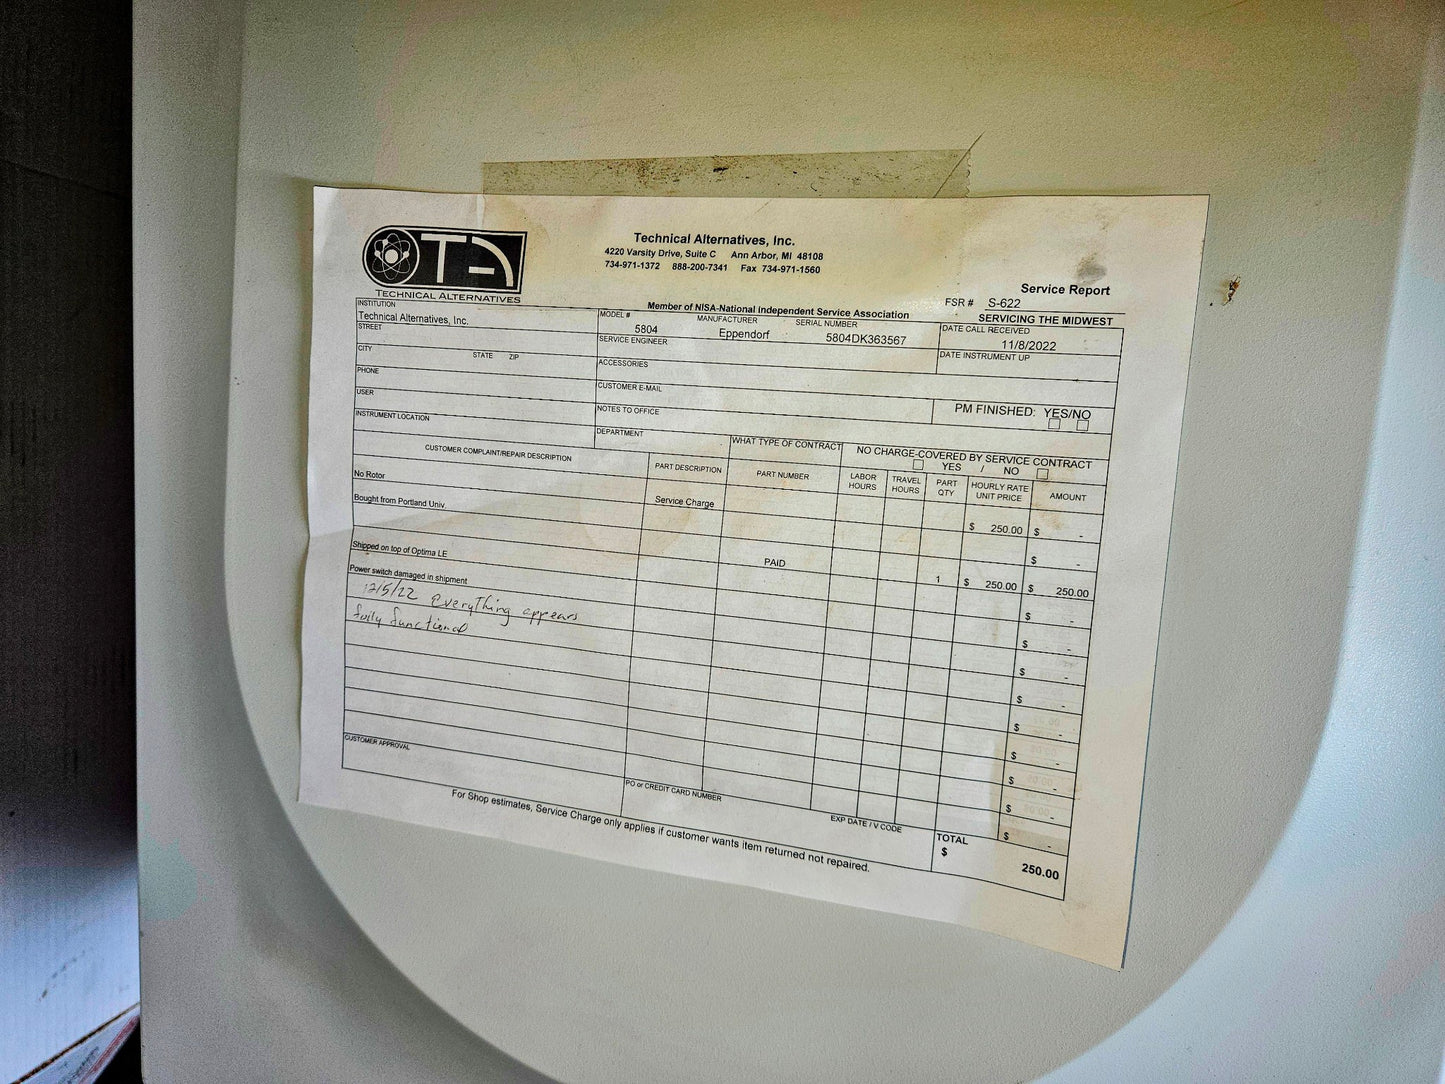 TA
TECHNICAL ALTERNATIVES
Technical Alternatives, Inc.
4220 Varsity Drive, Suite C Ann Arbor, MI 48108
734-971-1372 888-200-7341 Fax 734-971-1560
Service Report
FSR # S-622
Member of NISA-National Independent Service Association
SERVICING THE MIDWEST
INSTITUTION
Technical Alternatives, Inc.
MODEL #
5804
MANUFACTURER
Eppendorf
SERIAL NUMBER
5804DK363567
DATE CALL RECEIVED
11/8/2022
STREET
SERVICE ENGINEER
DATE INSTRUMENT UP
CITY STATE ZIP
ACCESSORIES
PHONE
CUSTOMER E-MAIL
USER
NOTES TO OFFICE
PM FINISHED: YES/NO
INSTRUMENT LOCATION
DEPARTMENT
WHAT TYPE OF CONTRACT
NO CHARGE-COVERED BY SERVICE CONTRACT
YES / NO
CUSTOMER COMPLAINT/REPAIR DESCRIPTION
PART DESCRIPTION
PART NUMBER
LABOR HOURS
TRAVEL HOURS
PART QTY
HOURLY RATE UNIT PRICE
AMOUNT
No Rotor
Service Charge
$ 250.00 $ -
Bought from Portland Univ.
$ -
PAID
1 $ 250.00 $ 250.00
Shipped on top of Optima LE
$ -
Power switch damaged in shipment
$ -
12/5/22 Everything appears
$ -
fully functional
$ -
$ -
$ -
$ -
$ -
$ -
CUSTOMER APPROVAL
PO or CREDIT CARD NUMBER
EXP DATE / V CODE
TOTAL
$ 250.00
For Shop estimates, Service Charge only applies if customer wants item returned not repaired.